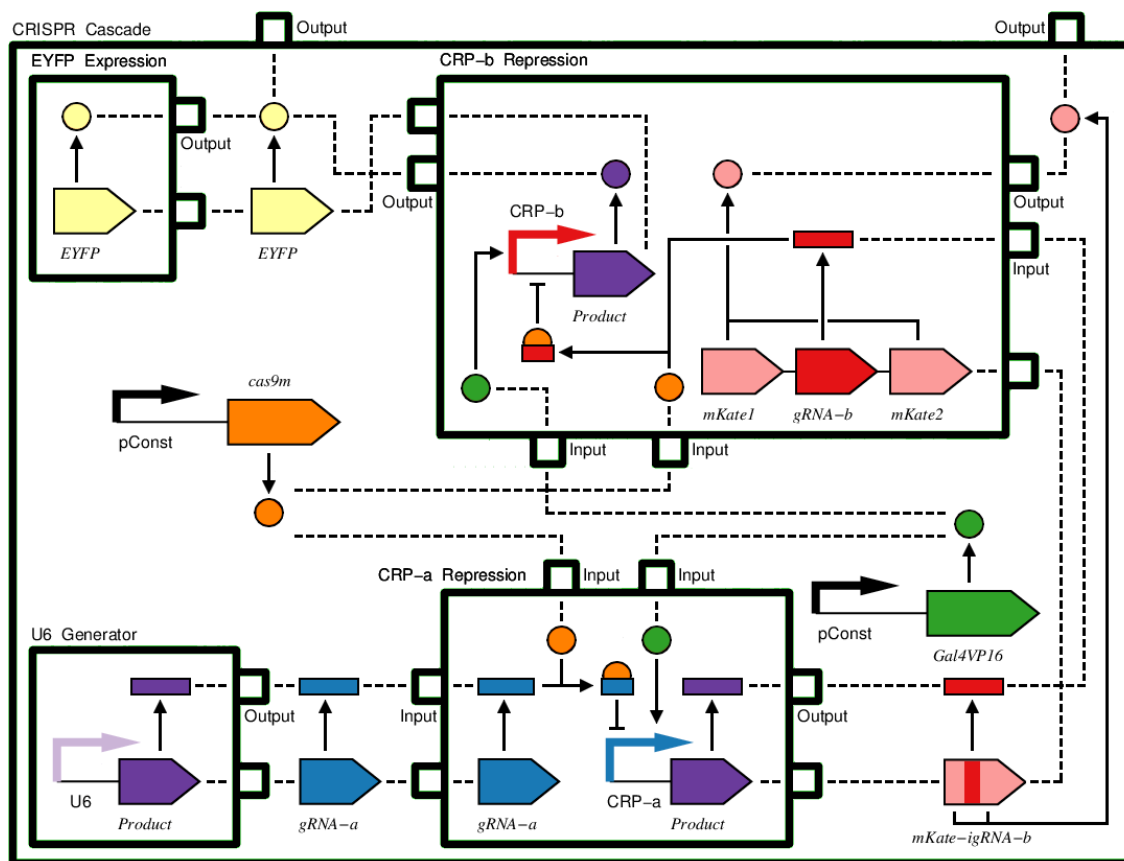 CRISPR Cascade
Output
Output
EYFP Expression
CRP-b Repression
Output
Output
Output
CRP-b
EYFP
EYFP
Product
Input
cas9m
mKate1
gRNA-b
mKate2
pConst
Input
Input
CRP-a Repression
Input
Input
pConst
Gal4VP16
U6 Generator
Output
Input
Output
U6
CRP-a
Product
gRNA-a
gRNA-a
Product
mKate-igRNA-b